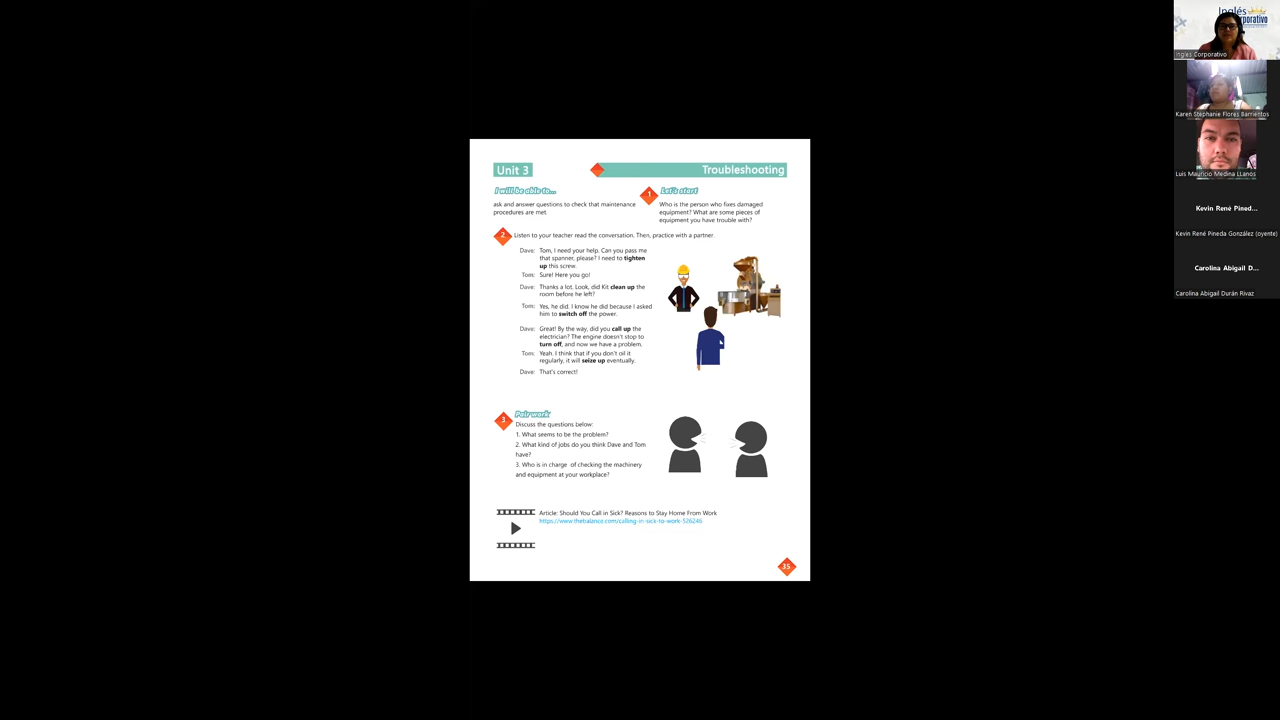 Unit 3
Troubleshooting
I will be able to...
ask and answer questions to check that maintenance
procedures are met.
1
Let's start
Who is the person who fixes damaged
equipment? What are some pieces of
equipment you have trouble with?
2
Listen to your teacher read the conversation. Then, practice with a partner.
Dave: Tom, I need your help. Can you pass me
that spanner, please? I need to tighten
up this screw.
Tom: Sure! Here you go!
Dave: Thanks a lot. Look, did Kit clean up the
room before he left?
Tom: Yes, he did. I know he did because I asked
him to switch off the power.
Dave: Great! By the way, did you call up the
electrician? The engine doesn't stop to
turn off, and now we have a problem.
Tom: Yeah, I think that if you don't oil it
regularly, it will seize up eventually.
Dave: That's correct!
3
Pair work
Discuss the questions below:
1. What seems to be the problem?
2. What kind of jobs do you think Dave and Tom
have?
3. Who is in charge of checking the machinery
and equipment at your workplace?
Article: Should You Call in Sick? Reasons to Stay Home From Work
https://www.thebalance.com/calling-in-sick-to-work-526246
35
Inglés
Inglés Corporativo
Karen Stephanie Flores Barrientos
Luis Mauricio Medina LLanos
Kevin René Pined...
Kevin René Pineda González (oyente)
Carolina Abigail D...
Carolina Abigail Durán Rivaz